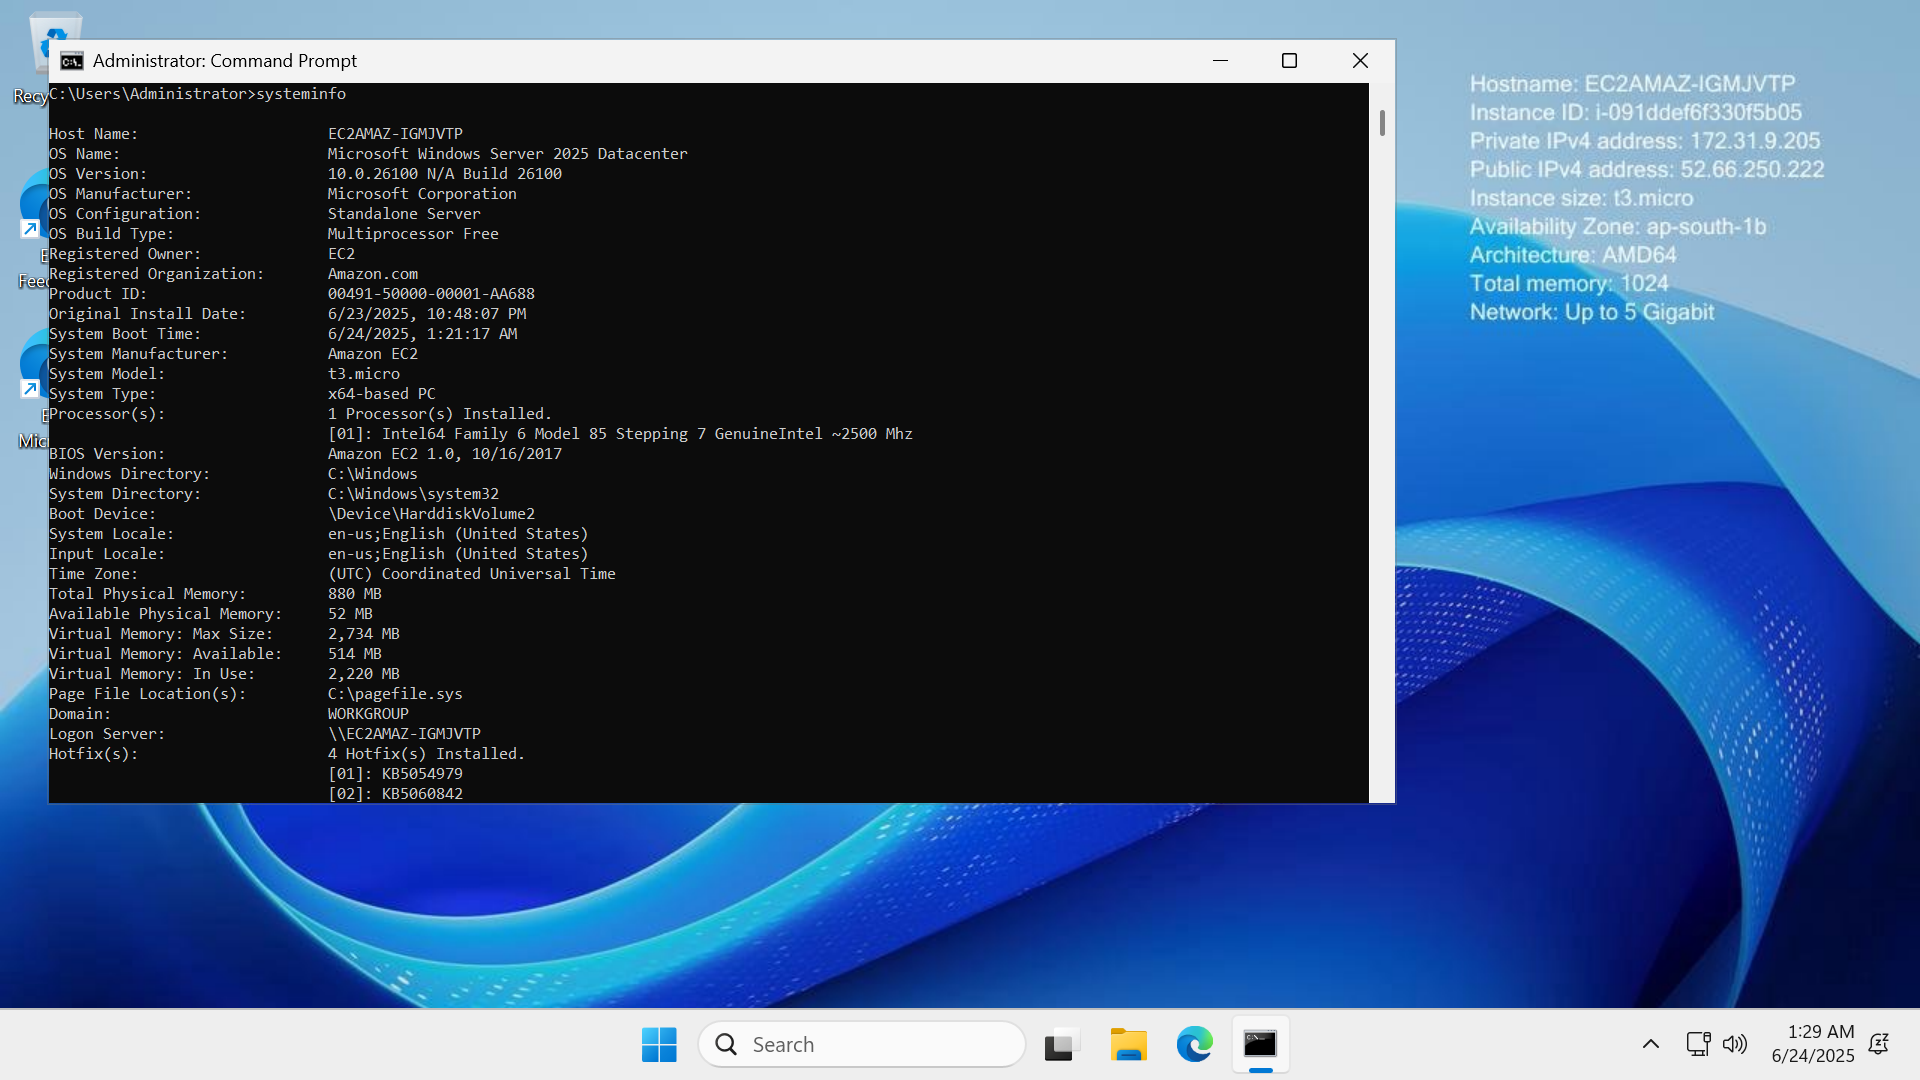 Administrator: Command Prompt
C:\Users\Administrator>systeminfo
Host Name: EC2AMAZ-IGMJVTP
OS Name: Microsoft Windows Server 2025 Datacenter
OS Version: 10.0.26100 N/A Build 26100
OS Manufacturer: Microsoft Corporation
OS Configuration: Standalone Server
OS Build Type: Multiprocessor Free
Registered Owner: EC2
Registered Organization: Amazon.com
Product ID: 00491-50000-00001-AA688
Original Install Date: 6/23/2025, 10:48:07 PM
System Boot Time: 6/24/2025, 1:21:17 AM
System Manufacturer: Amazon EC2
System Model: t3.micro
System Type: x64-based PC
Processor(s): 1 Processor(s) Installed.
[01]: Intel64 Family 6 Model 85 Stepping 7 GenuineIntel ~2500 Mhz
BIOS Version: Amazon EC2 1.0, 10/16/2017
Windows Directory: C:\Windows
System Directory: C:\Windows\system32
Boot Device: \Device\HarddiskVolume2
System Locale: en-us;English (United States)
Input Locale: en-us;English (United States)
Time Zone: (UTC) Coordinated Universal Time
Total Physical Memory: 880 MB
Available Physical Memory: 52 MB
Virtual Memory: Max Size: 2,734 MB
Virtual Memory: Available: 514 MB
Virtual Memory: In Use: 2,220 MB
Page File Location(s): C:\pagefile.sys
Domain: WORKGROUP
Logon Server: \\EC2AMAZ-IGMJVTP
Hotfix(s): 4 Hotfix(s) Installed.
[01]: KB5054979
[02]: KB5060842
Hostname: EC2AMAZ-IGMJVTP
Instance ID: i-091ddef6f330f5b05
Private IPv4 address: 172.31.9.205
Public IPv4 address: 52.66.250.222
Instance size: t3.micro
Availability Zone: ap-south-1b
Architecture: AMD64
Total memory: 1024
Network: Up to 5 Gigabit
Recy
Feed
Mic
Search
1:29 AM
6/24/2025